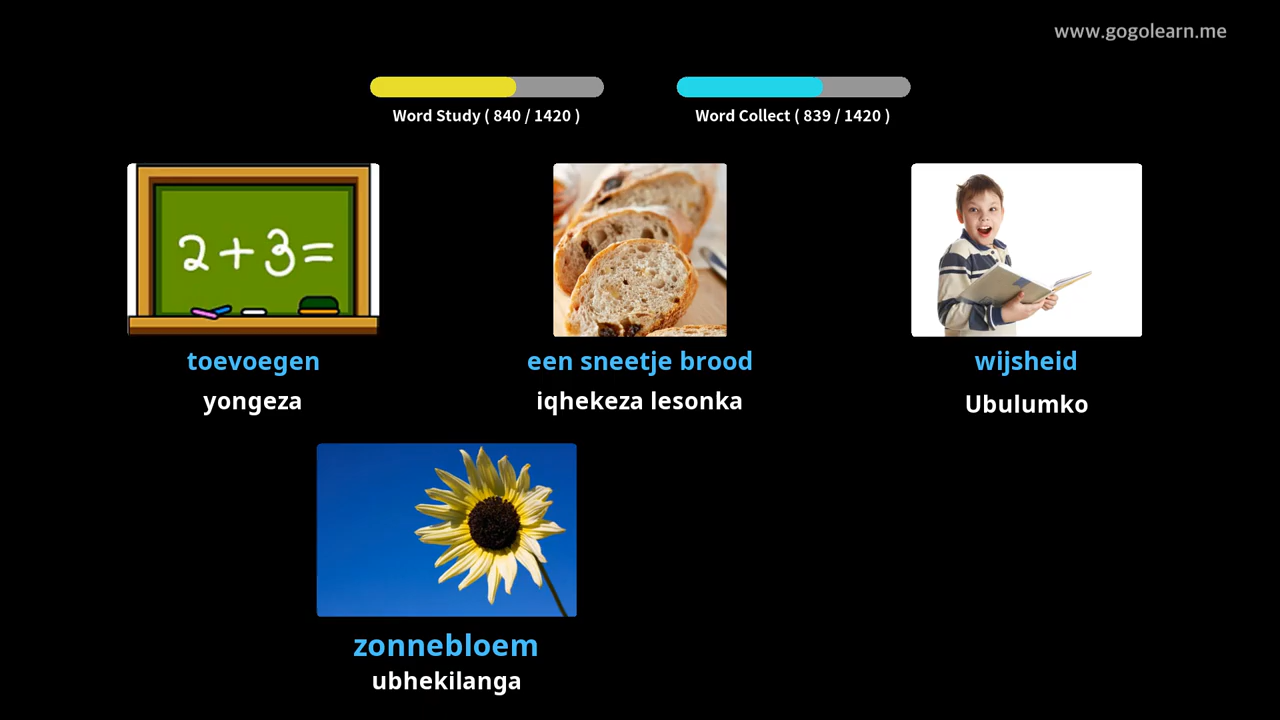 www.gogolearn.me
Word Study ( 840 / 1420 )
Word Collect ( 839 / 1420 )
2+3=
toevoegen
yongeza
een sneetje brood
iqhekeza lesonka
wijsheid
Ubulumko
zonnebloem
ubhekilanga